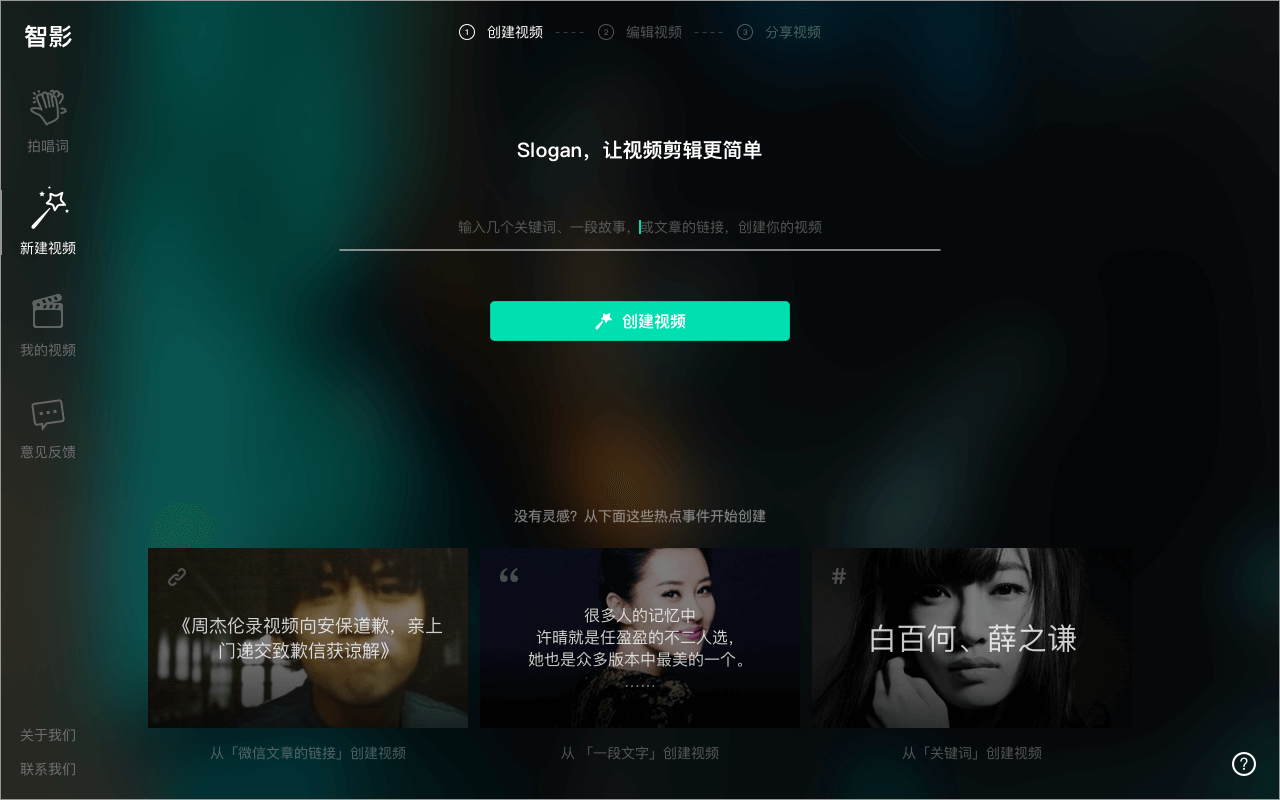 智影
① 创建视频 ---- ② 编辑视频 ---- ③ 分享视频
拍唱词
新建视频
我的视频
意见反馈
Slogan，让视频剪辑更简单
输入几个关键词、一段故事，或文章的链接，创建你的视频
创建视频
没有灵感？从下面这些热点事件开始创建
《周杰伦录视频向安保道歉，亲上
门递交致歉信获谅解》
从「微信文章的链接」创建视频
“
很多人的记忆中
许晴就是任盈盈的不二人选，
她也是众多版本中最美的一个。
......
从 「一段文字」创建视频
#
白百何、薛之谦
从「关键词」创建视频
关于我们
联系我们
?